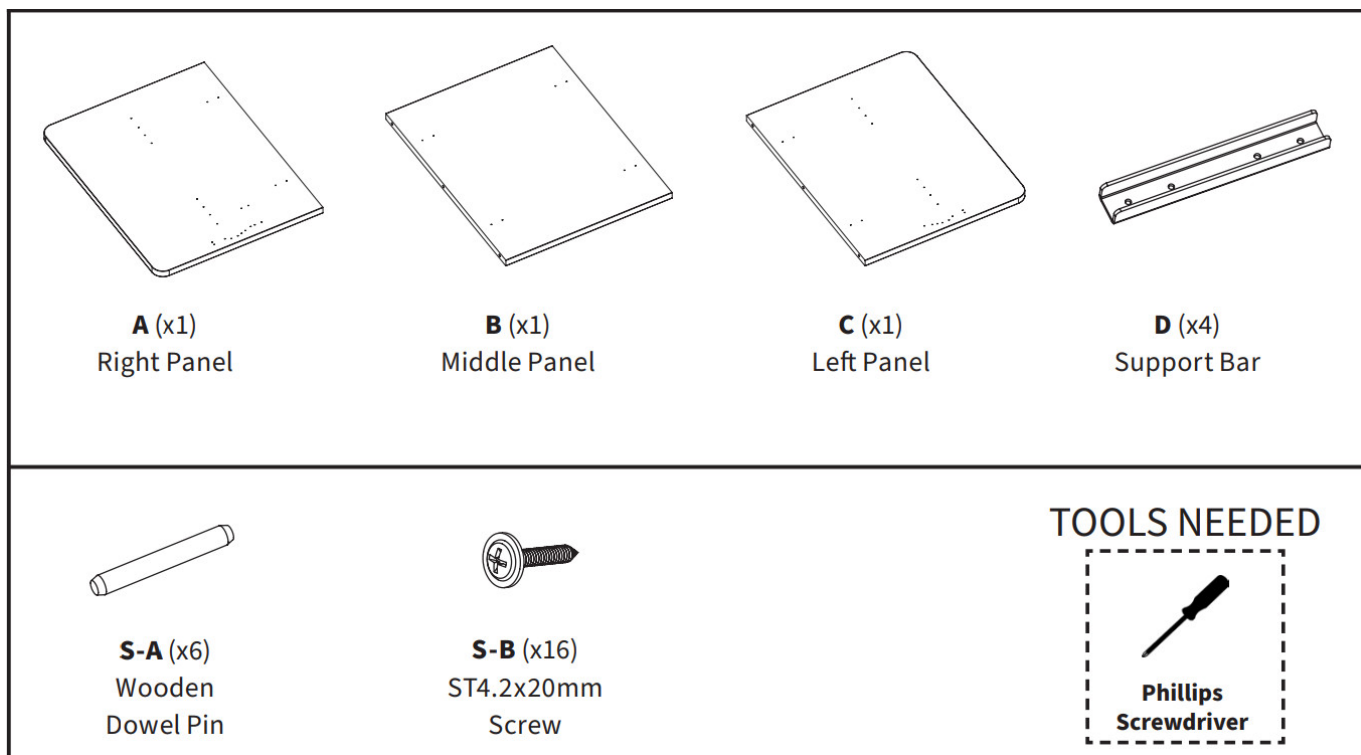 A (x1)
Right Panel
B (x1)
Middle Panel
C (x1)
Left Panel
D (x4)
Support Bar
S-A (x6)
Wooden
Dowel Pin
S-B (x16)
ST4.2x20mm
Screw
TOOLS NEEDED
Phillips
Screwdriver